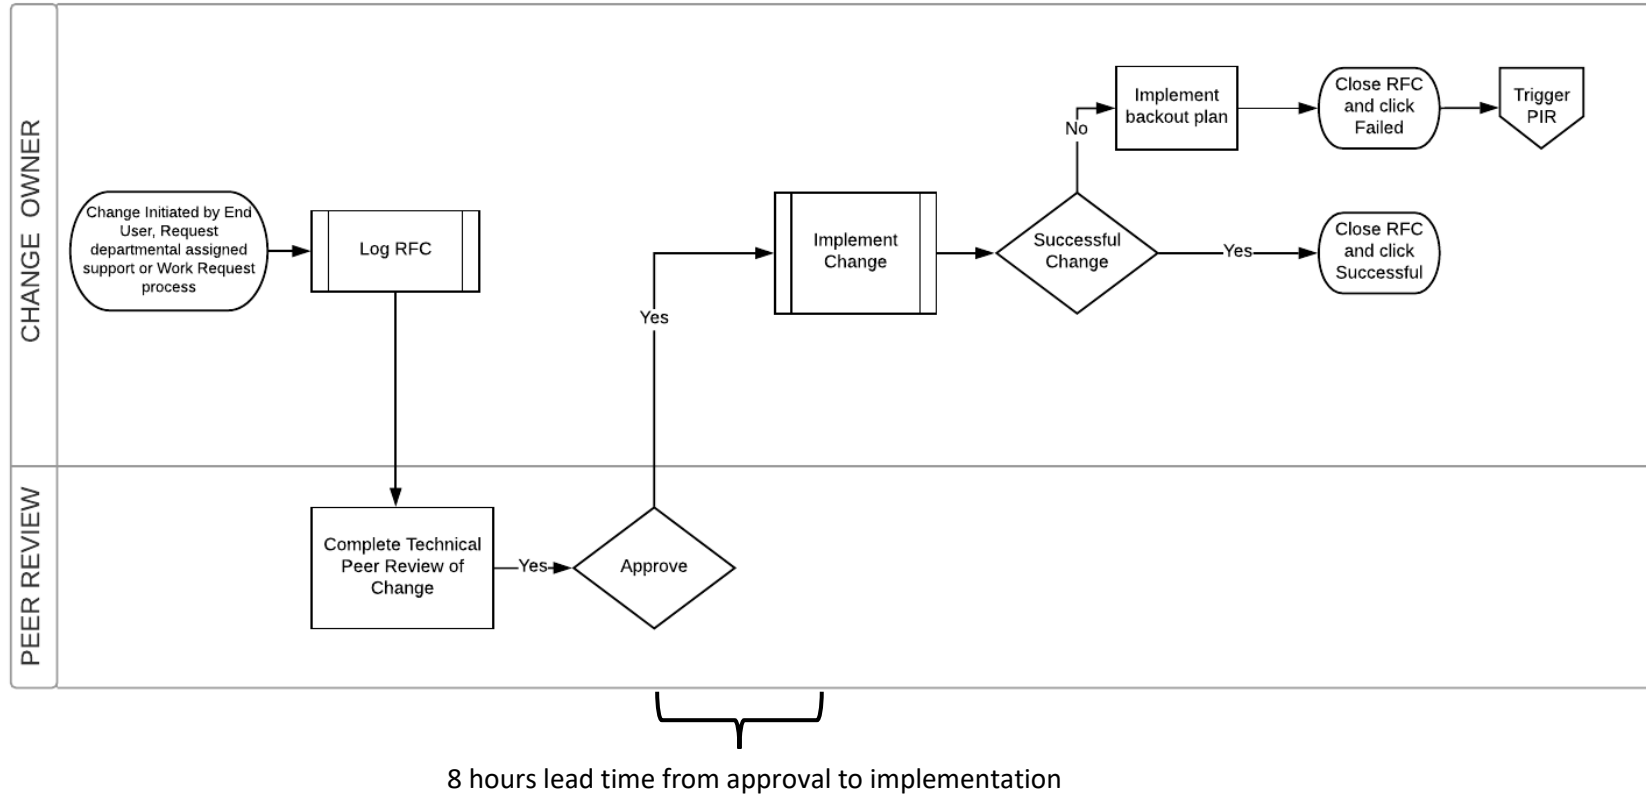 CHANGE OWNER
Change Initiated by End
User, Request
departmental assigned
support or Work Request
process
Log RFC
Yes
Implement
Change
Successful
Change
No
Implement
backout plan
Close RFC
and click
Failed
Trigger
PIR
Yes
Close RFC
and click
Successful
PEER REVIEW
Complete Technical
Peer Review of
Change
Yes
Approve
8 hours lead time from approval to implementation